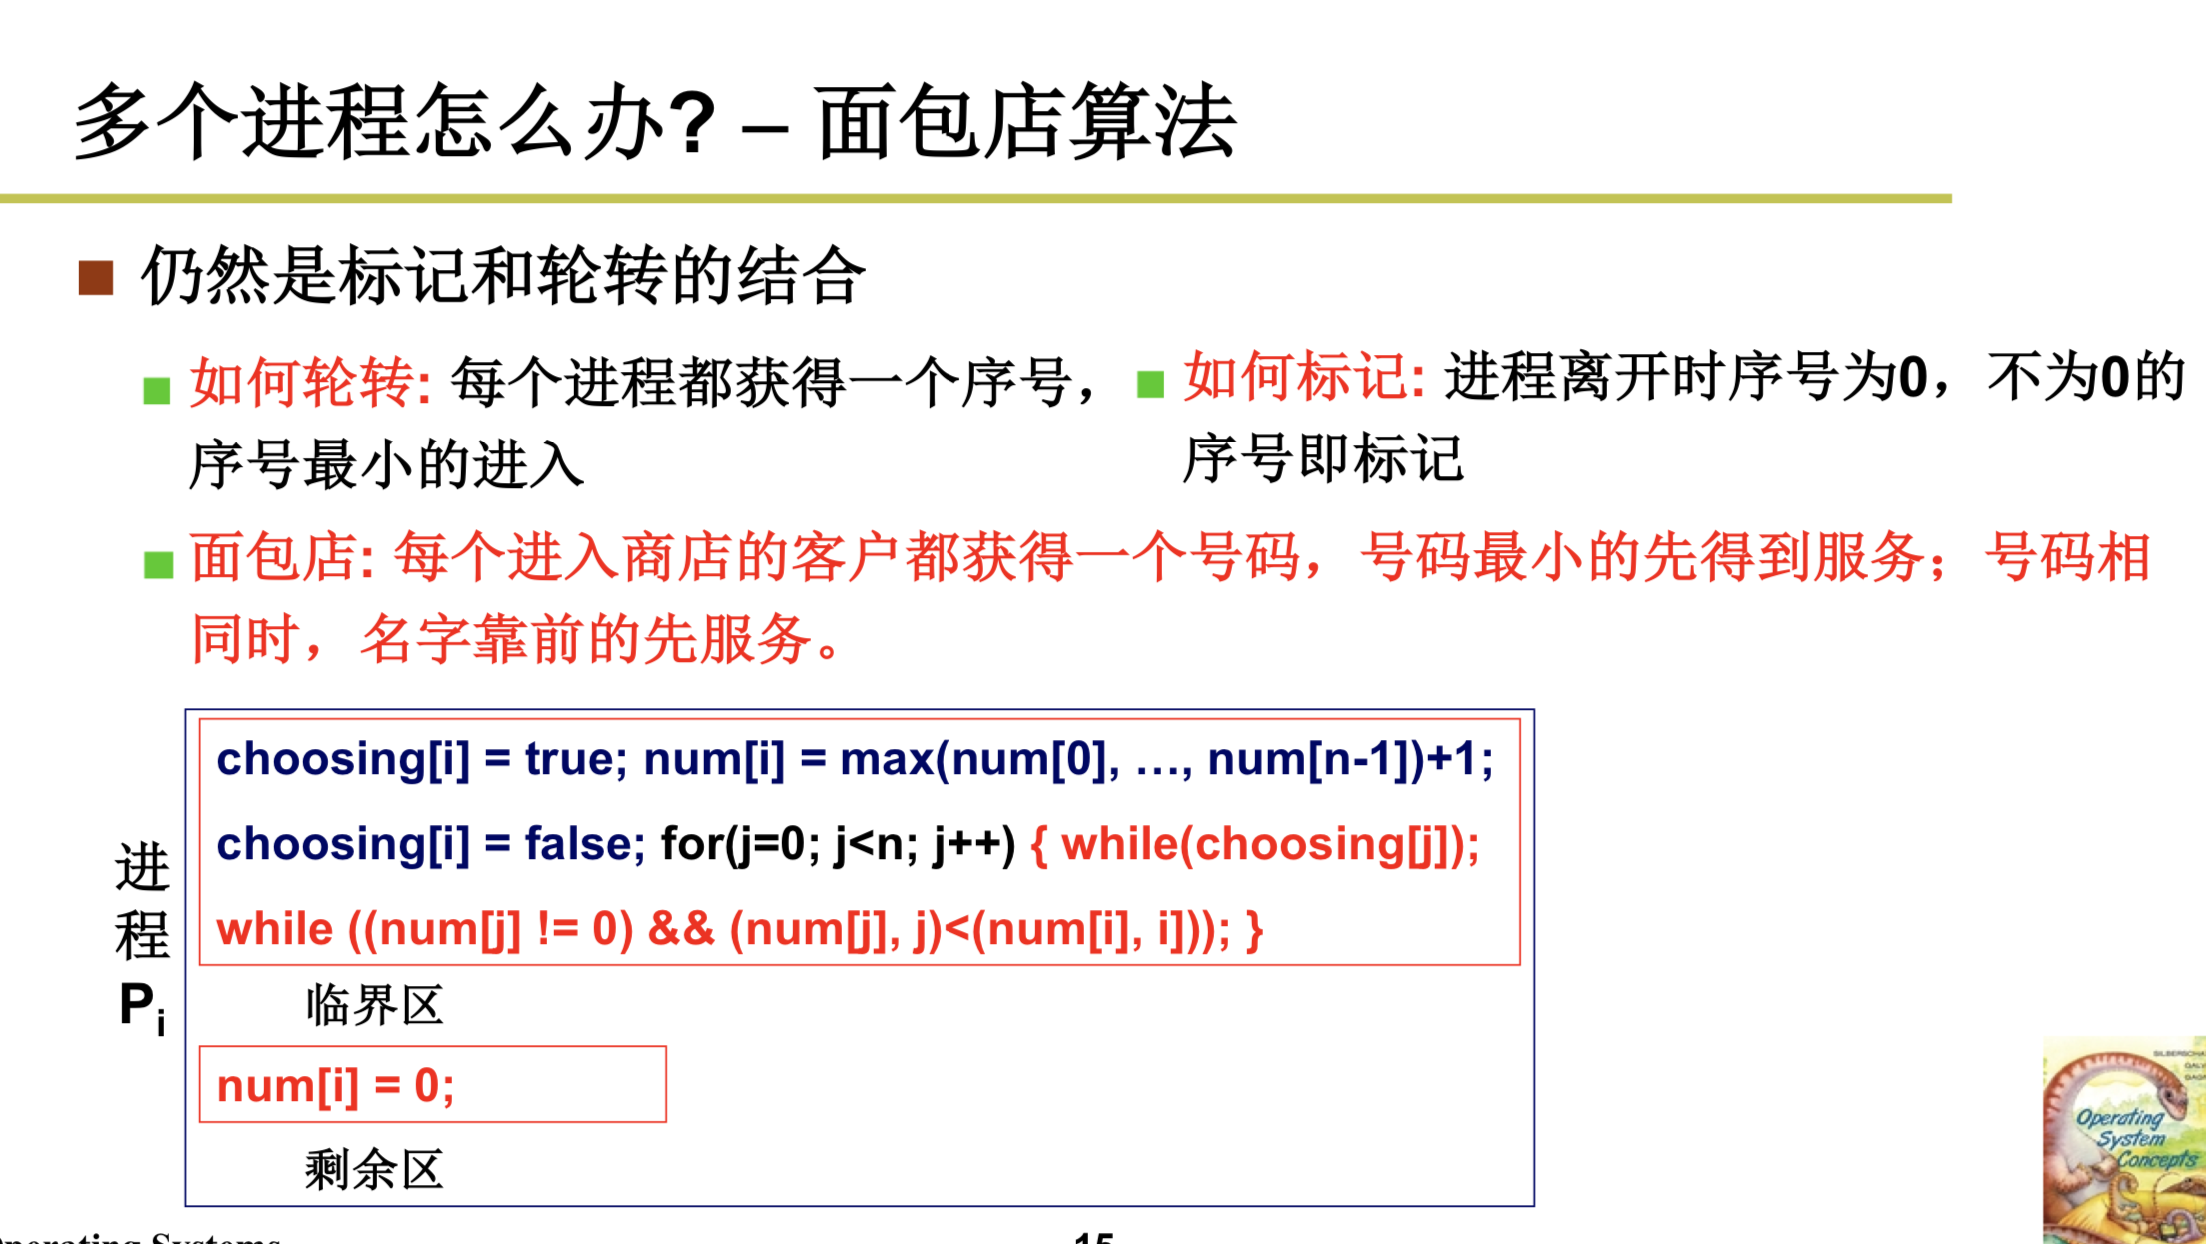 多个进程怎么办? – 面包店算法
仍然是标记和轮转的结合
如何轮转: 每个进程都获得一个序号，
序号最小的进入
如何标记: 进程离开时序号为0，不为0的
序号即标记
面包店: 每个进入商店的客户都获得一个号码，号码最小的先得到服务；号码相
同时，名字靠前的先服务。
进
程
Pi
choosing[i] = true; num[i] = max(num[0], …, num[n-1])+1;
choosing[i] = false; for(j=0; j<n; j++) { while(choosing[j]);
while ((num[j] != 0) && (num[j], j)<(num[i], i])); }
临界区
num[i] = 0;
剩余区
Operating
System
Concepts
Operating Systems
15